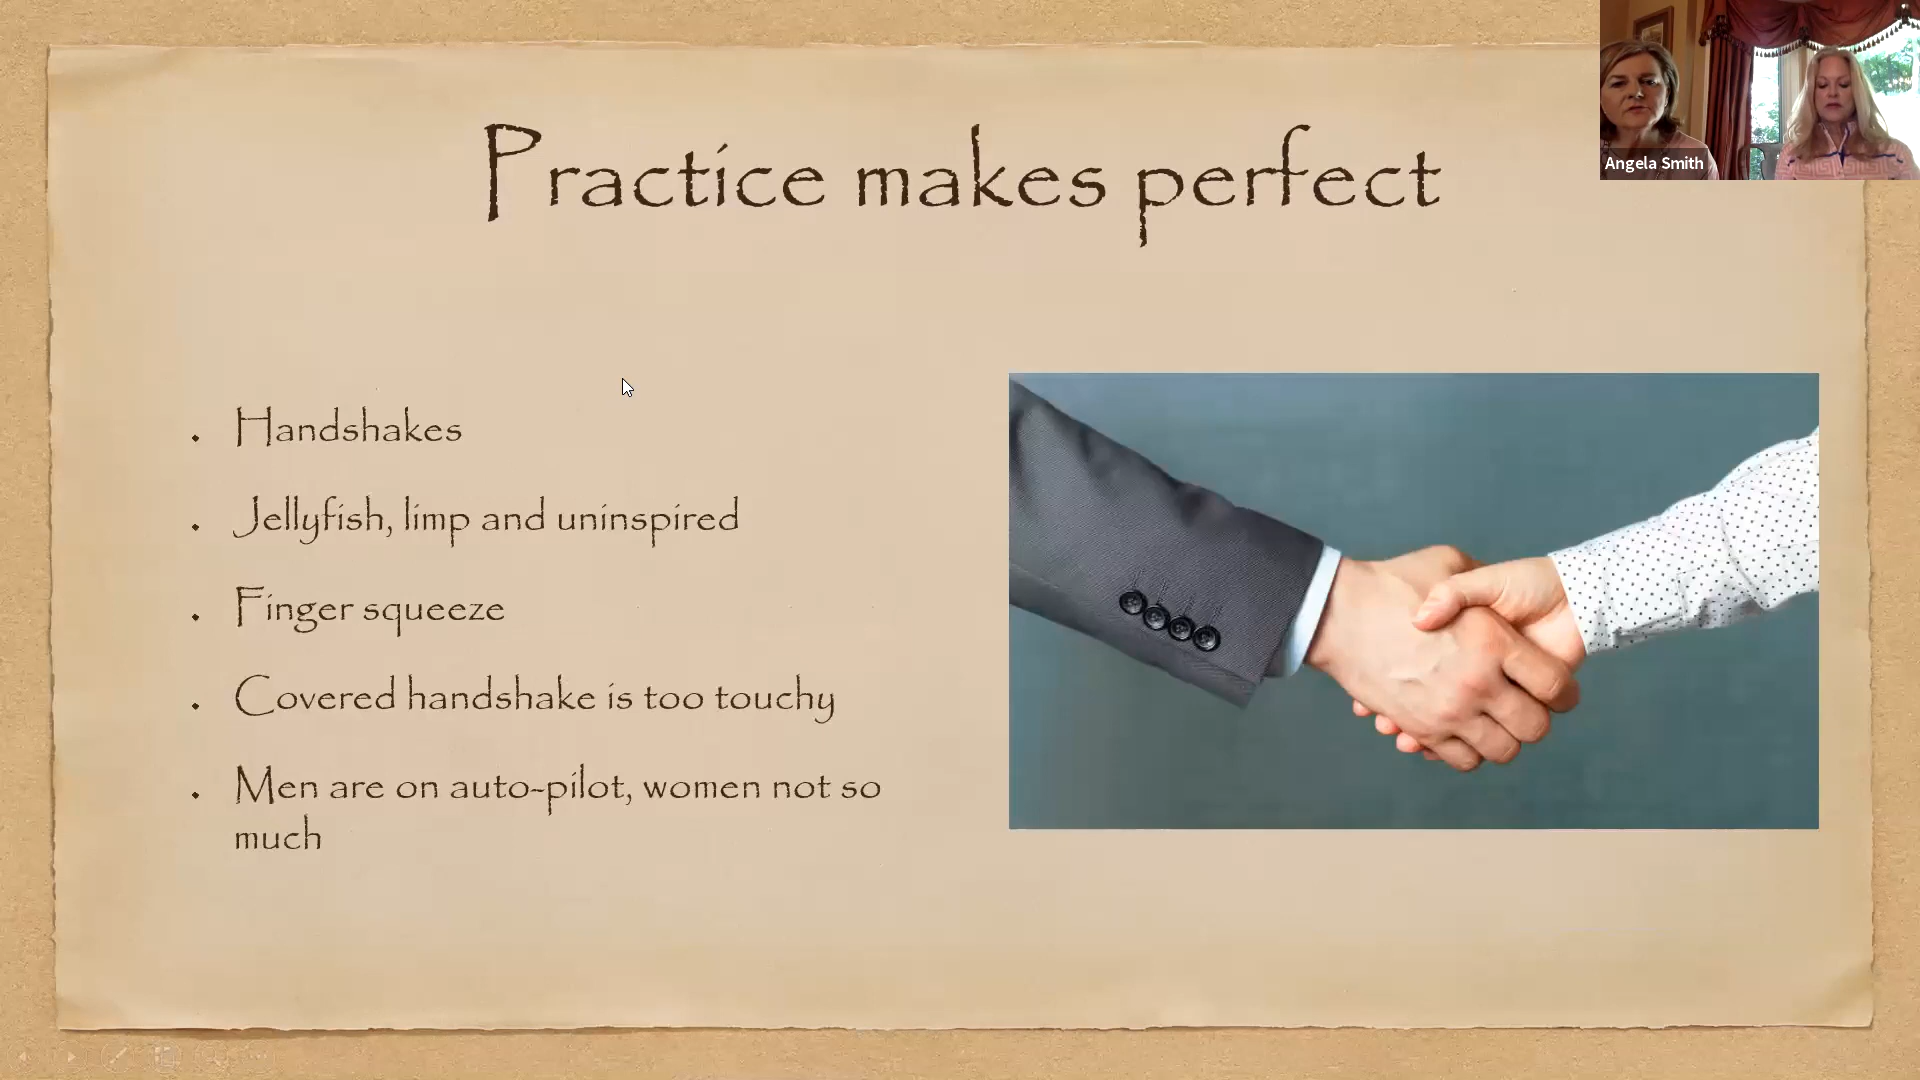 Practice makes perfect
Handshakes
Jellyfish, limp and uninspired
Finger squeeze
Covered handshake is too touchy
Men are on auto-pilot, women not so
much
Angela Smith